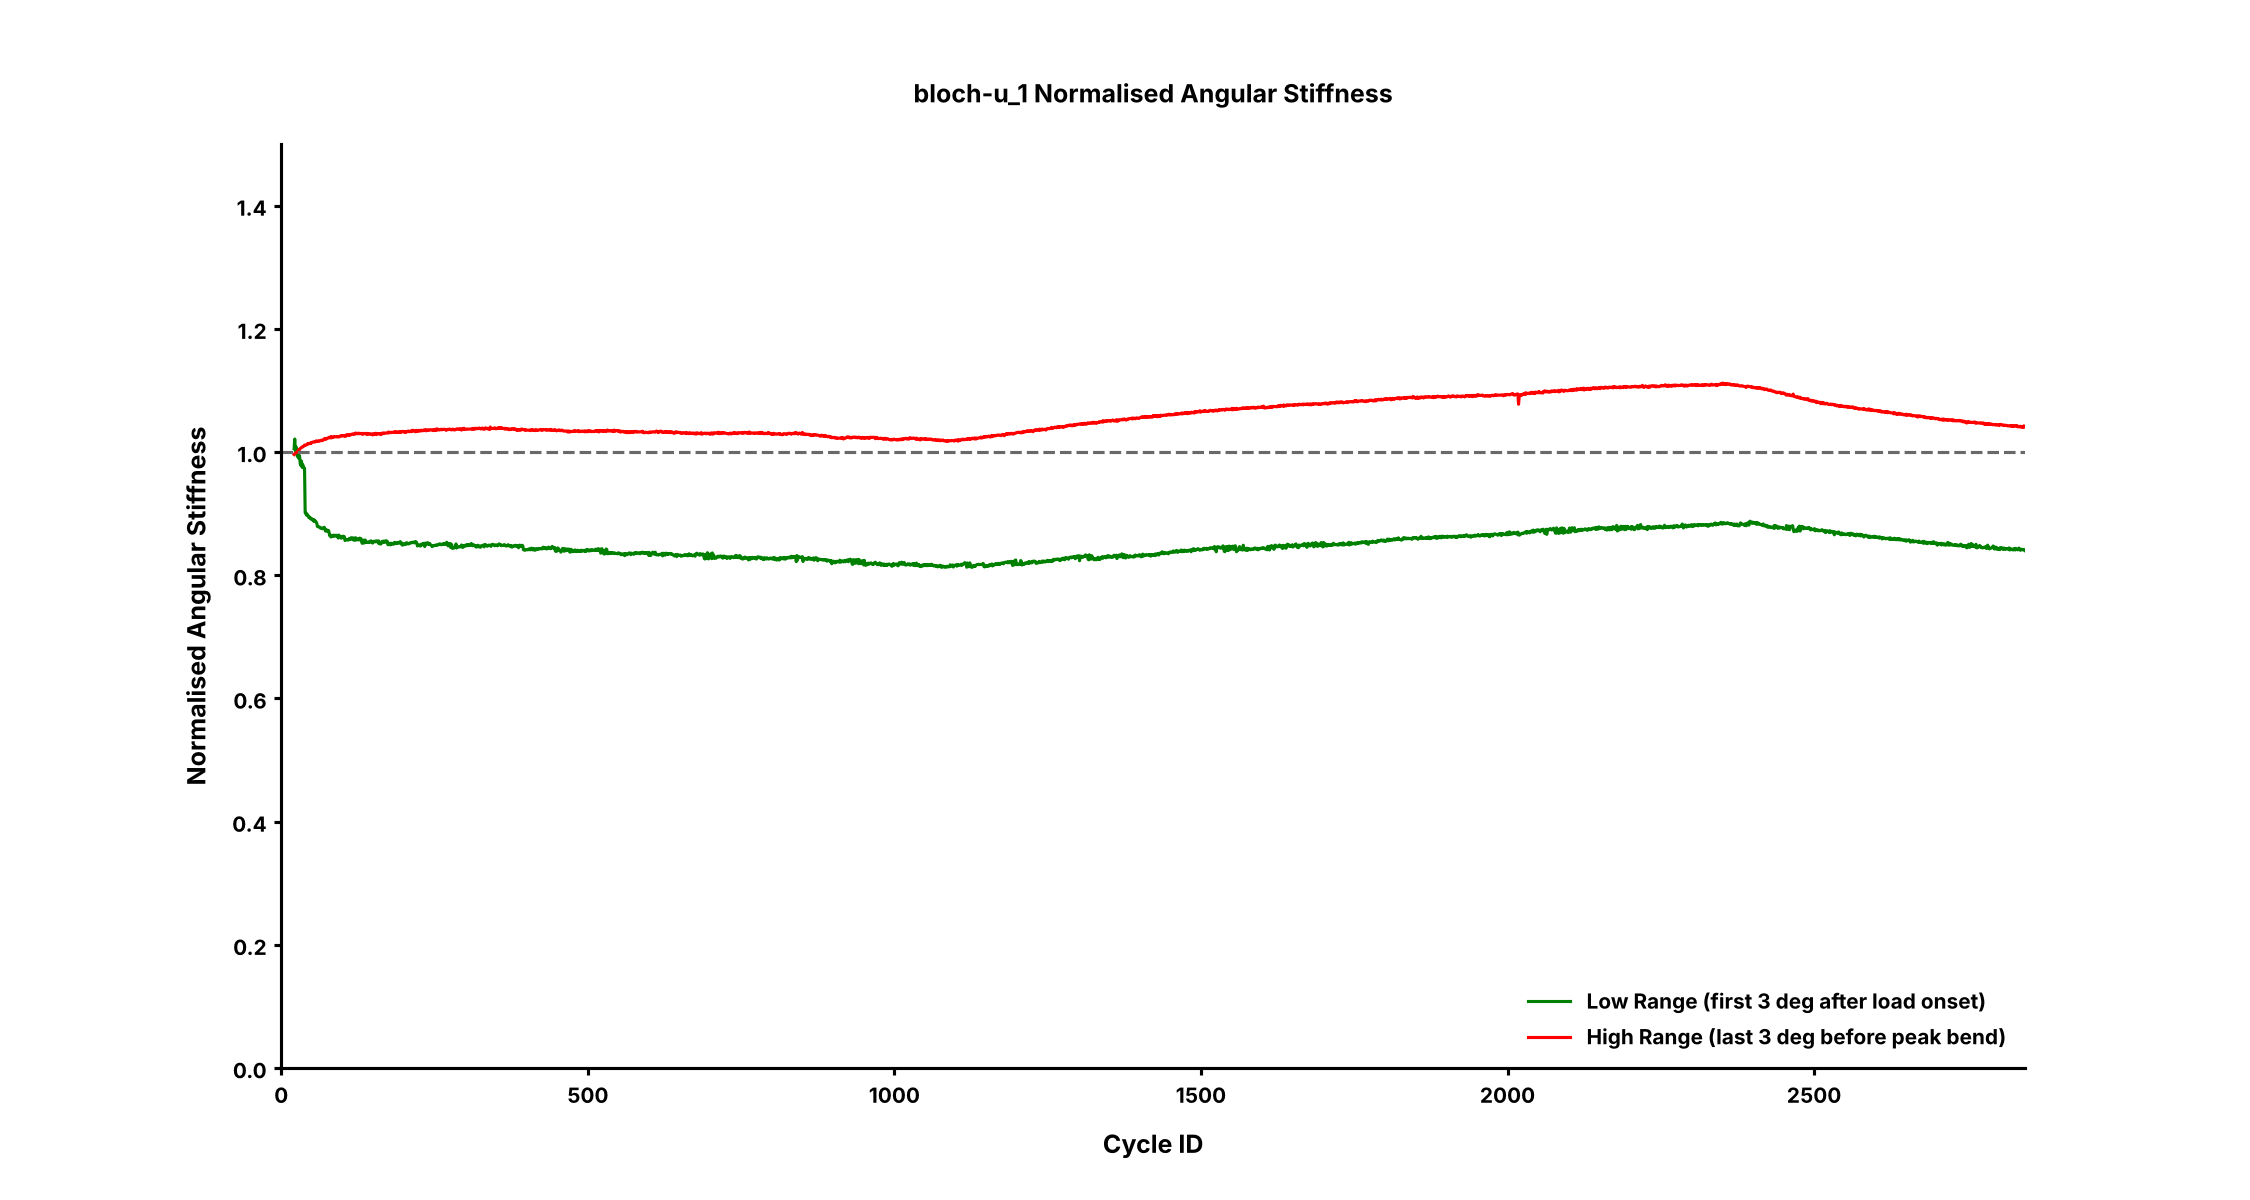 bloch-u_1 Normalised Angular Stiffness
Normalised Angular Stiffness
1.4
1.2
1.0
0.8
0.6
0.4
0.2
0.0
Low Range (first 3 deg after load onset)
High Range (last 3 deg before peak bend)
0 500 1000 1500 2000 2500
Cycle ID